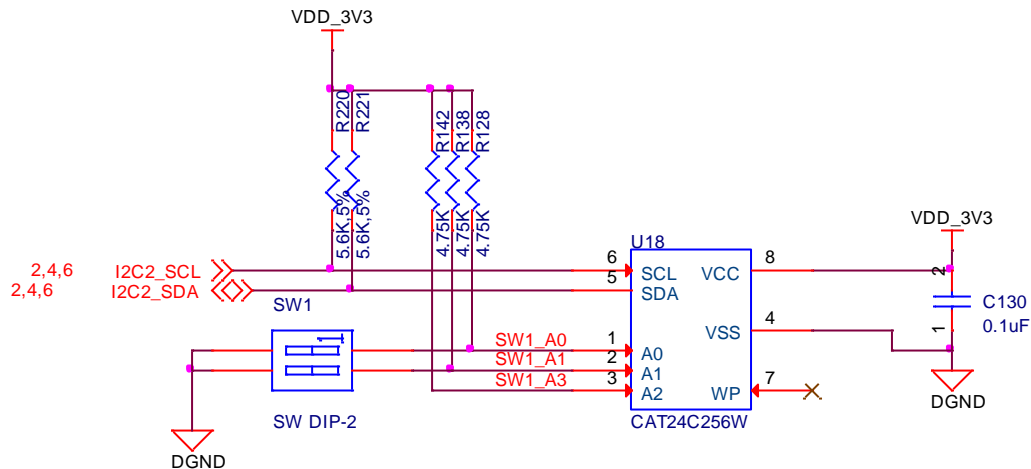 VDD_3V3
R220
R221
R142
R138
R128
5.6K,5%
5.6K,5%
4.75K
4.75K
4.75K
VDD_3V3
U18
2,4,6 I2C2_SCL 6 SCL VCC 8 2
2,4,6 I2C2_SDA 5 SDA
SW1
C130
0.1uF
VSS 4 1
SW1_A0 1 A0
SW1_A1 2 A1
SW1_A3 3 A2 WP 7
1
SW DIP-2
CAT24C256W
DGND
DGND